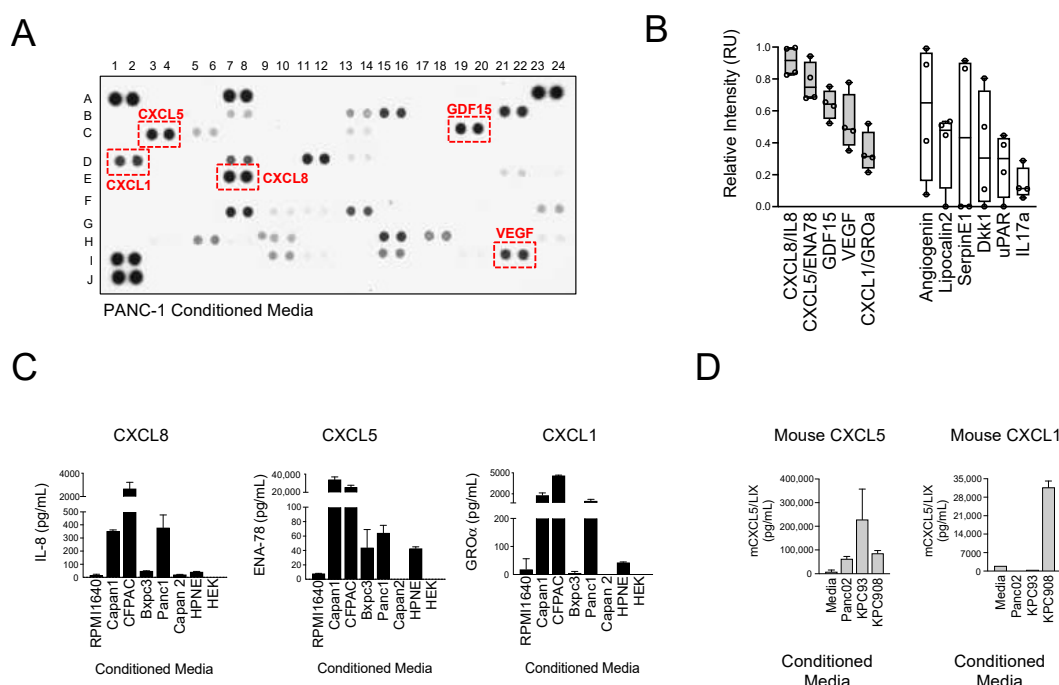 A
1 2 3 4 5 6 7 8 9 10 11 12 13 14 15 16 17 18 19 20 21 22 23 24
A
B
C
D
E
F
G
H
I
J
CXCL5
GDF15
CXCL1
CXCL8
VEGF
PANC-1 Conditioned Media
B
Relative Intensity (RU)
1.0
0.8
0.6
0.4
0.2
0.0
CXCL8/IL8
CXCL5/ENA78
GDF15
VEGF
CXCL1/GROa
Angiogenin
Lipocalin2
SerpinE1
Dkk1
uPAR
IL17a
C
CXCL8
IL-8 (pg/mL)
4000
2000
500
400
300
200
100
0
RPMI1640
Capan1
CFPAC
Bxpc3
Panc1
Capan 2
HPNE
HEK
Conditioned Media
CXCL5
ENA-78 (pg/mL)
40,000
20,000
100
80
60
40
20
0
RPMI1640
Capan1
CFPAC
Bxpc3
Panc1
Capan2
HPNE
HEK
Conditioned Media
CXCL1
GROα (pg/mL)
5000
200
100
0
RPMI1640
Capan1
CFPAC
Bxpc3
Panc1
Capan 2
HPNE
HEK
Conditioned Media
D
Mouse CXCL5
mCXCL5/LIX
(pg/mL)
400,000
300,000
200,000
100,000
0
Media
Panc02
KPC93
KPC908
Conditioned
Media
Mouse CXCL1
mCXCL5/LIX
(pg/mL)
35,000
28,000
21,000
14,000
7000
0
Media
Panc02
KPC93
KPC908
Conditioned
Media